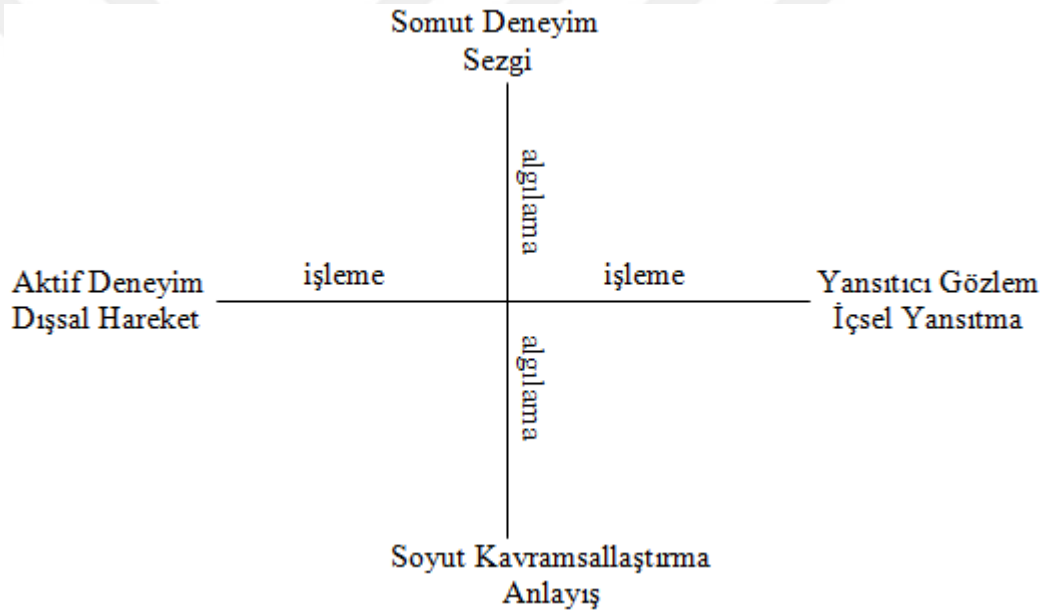 Somut Deneyim
Sezgi
algılama
işleme
işleme
Aktif Deneyim
Dışsal Hareket
Yansıtıcı Gözlem
İçsel Yansıtma
algılama
Soyut Kavramsallaştırma
Anlayış